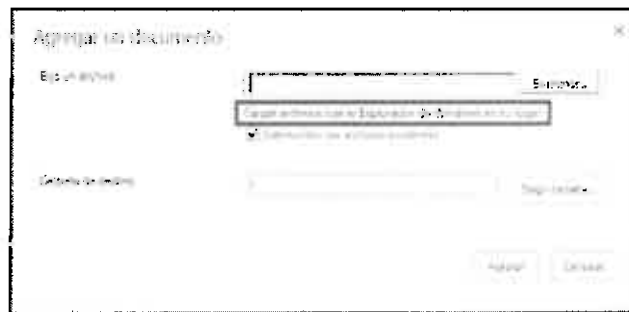 Agregar un documento
Elija un archivo
Examinar...
Cargar archivos con el Explorador de Windows en su lugar
Sobrescribir los archivos existentes
Carpeta de destino
Elegir carpeta...
Aceptar Cancelar